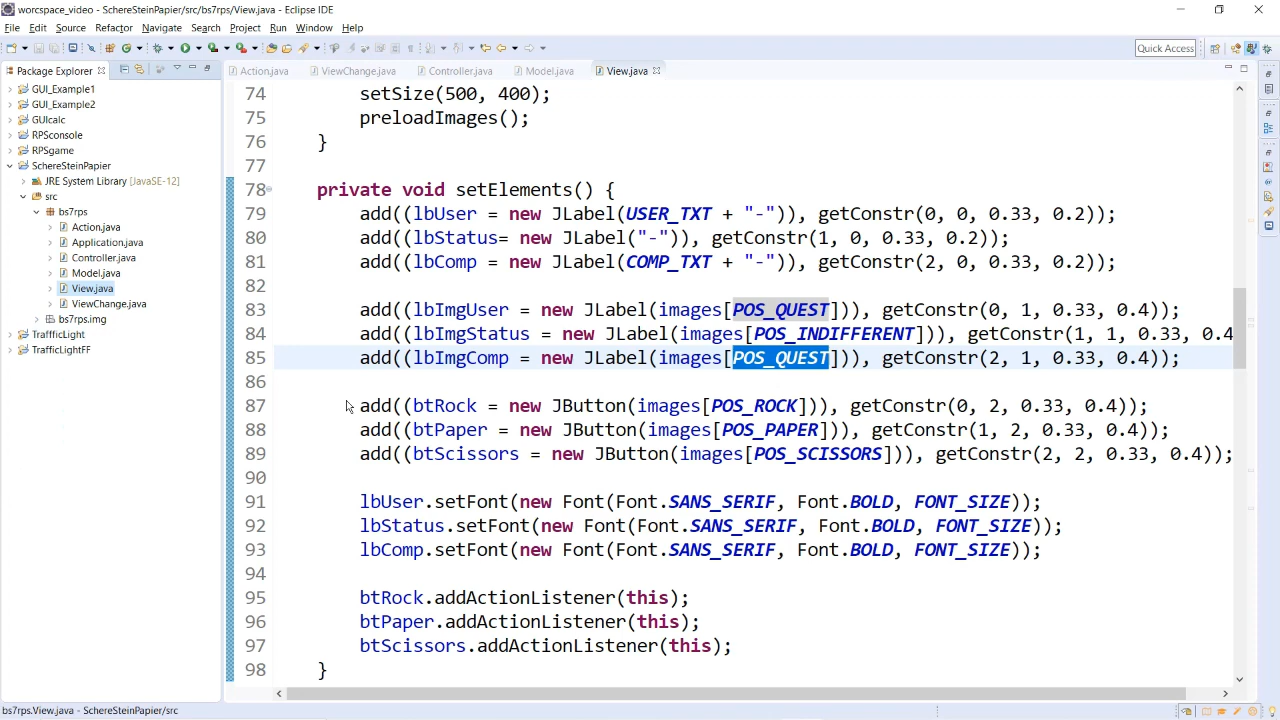 worcspace_video - SchereSteinPapier/src/bs7rps/View.java - Eclipse IDE
File Edit Source Refactor Navigate Search Project Run Window Help
Quick Access
Package Explorer
Action.java ViewChange.java Controller.java Model.java View.java
GUI_Example1
GUI_Example2
GUIcalc
RPSconsole
RPSgame
SchereSteinPapier
JRE System Library [JavaSE-12]
src
bs7rps
Action.java
Application.java
Controller.java
Model.java
View.java
ViewChange.java
bs7rps.img
TraffficLight
TrafficLightFF
74 setSize(500, 400);
75 preloadImages();
76 }
77
78 private void setElements() {
79 add((lbUser = new JLabel(USER_TXT + "-")), getConstr(0, 0, 0.33, 0.2));
80 add((lbStatus= new JLabel("-")), getConstr(1, 0, 0.33, 0.2));
81 add((lbComp = new JLabel(COMP_TXT + "-")), getConstr(2, 0, 0.33, 0.2));
82
83 add((lbImgUser = new JLabel(images[POS_QUEST])), getConstr(0, 1, 0.33, 0.4));
84 add((lbImgStatus = new JLabel(images[POS_INDIFFERENT])), getConstr(1, 1, 0.33, 0.4
85 add((lbImgComp = new JLabel(images[POS_QUEST])), getConstr(2, 1, 0.33, 0.4));
86
87 add((btRock = new JButton(images[POS_ROCK])), getConstr(0, 2, 0.33, 0.4));
88 add((btPaper = new JButton(images[POS_PAPER])), getConstr(1, 2, 0.33, 0.4));
89 add((btScissors = new JButton(images[POS_SCISSORS])), getConstr(2, 2, 0.33, 0.4));
90
91 lbUser.setFont(new Font(Font.SANS_SERIF, Font.BOLD, FONT_SIZE));
92 lbStatus.setFont(new Font(Font.SANS_SERIF, Font.BOLD, FONT_SIZE));
93 lbComp.setFont(new Font(Font.SANS_SERIF, Font.BOLD, FONT_SIZE));
94
95 btRock.addActionListener(this);
96 btPaper.addActionListener(this);
97 btScissors.addActionListener(this);
98 }
bs7rps.View.java - SchereSteinPapier/src